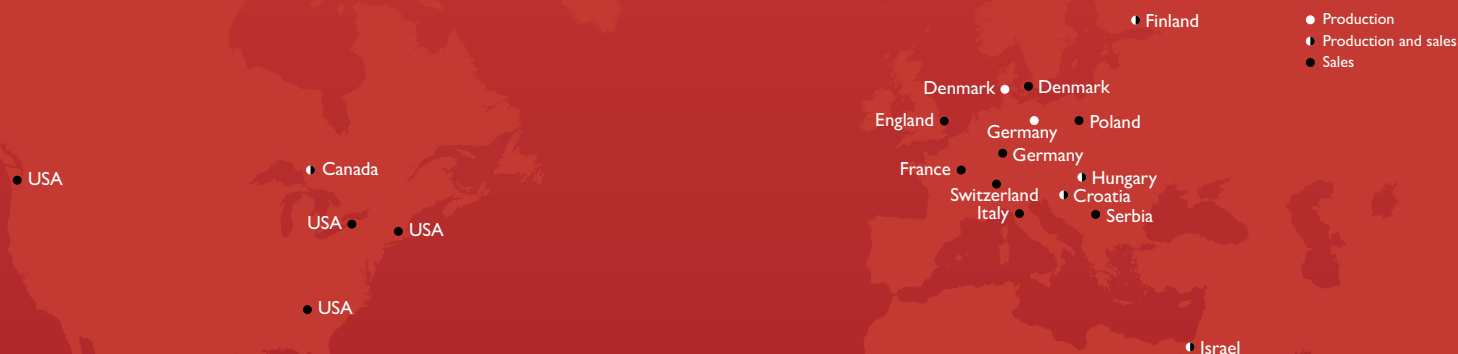 Finland
Production
Production and sales
Sales
Denmark
Denmark
England
Germany
Poland
Germany
France
Canada
USA
Hungary
Switzerland
Croatia
Italy
Serbia
USA
USA
USA
Israel